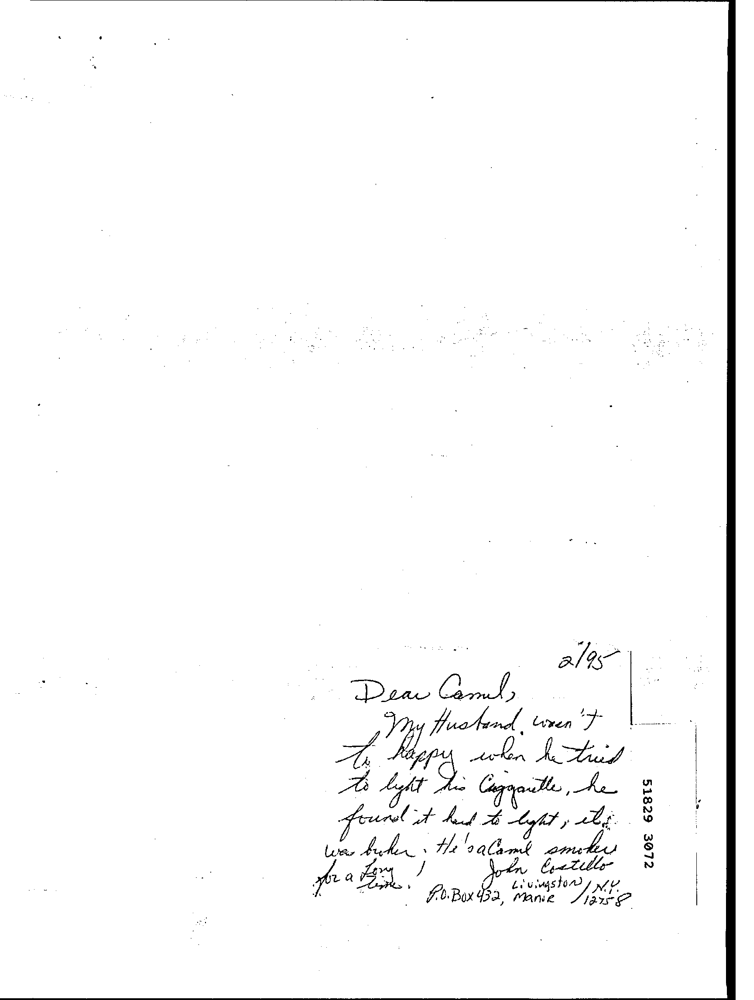 2/95
Dear Camel,
My Husband. wasn't
to happy when he tried
to light his Ciggarette, he
found it hard to light, it
was broken. He's a Camel smoker
for a Long time!
John Costello
P.O. Box 432, Livingston Manor N.Y. 12758
51829 3072